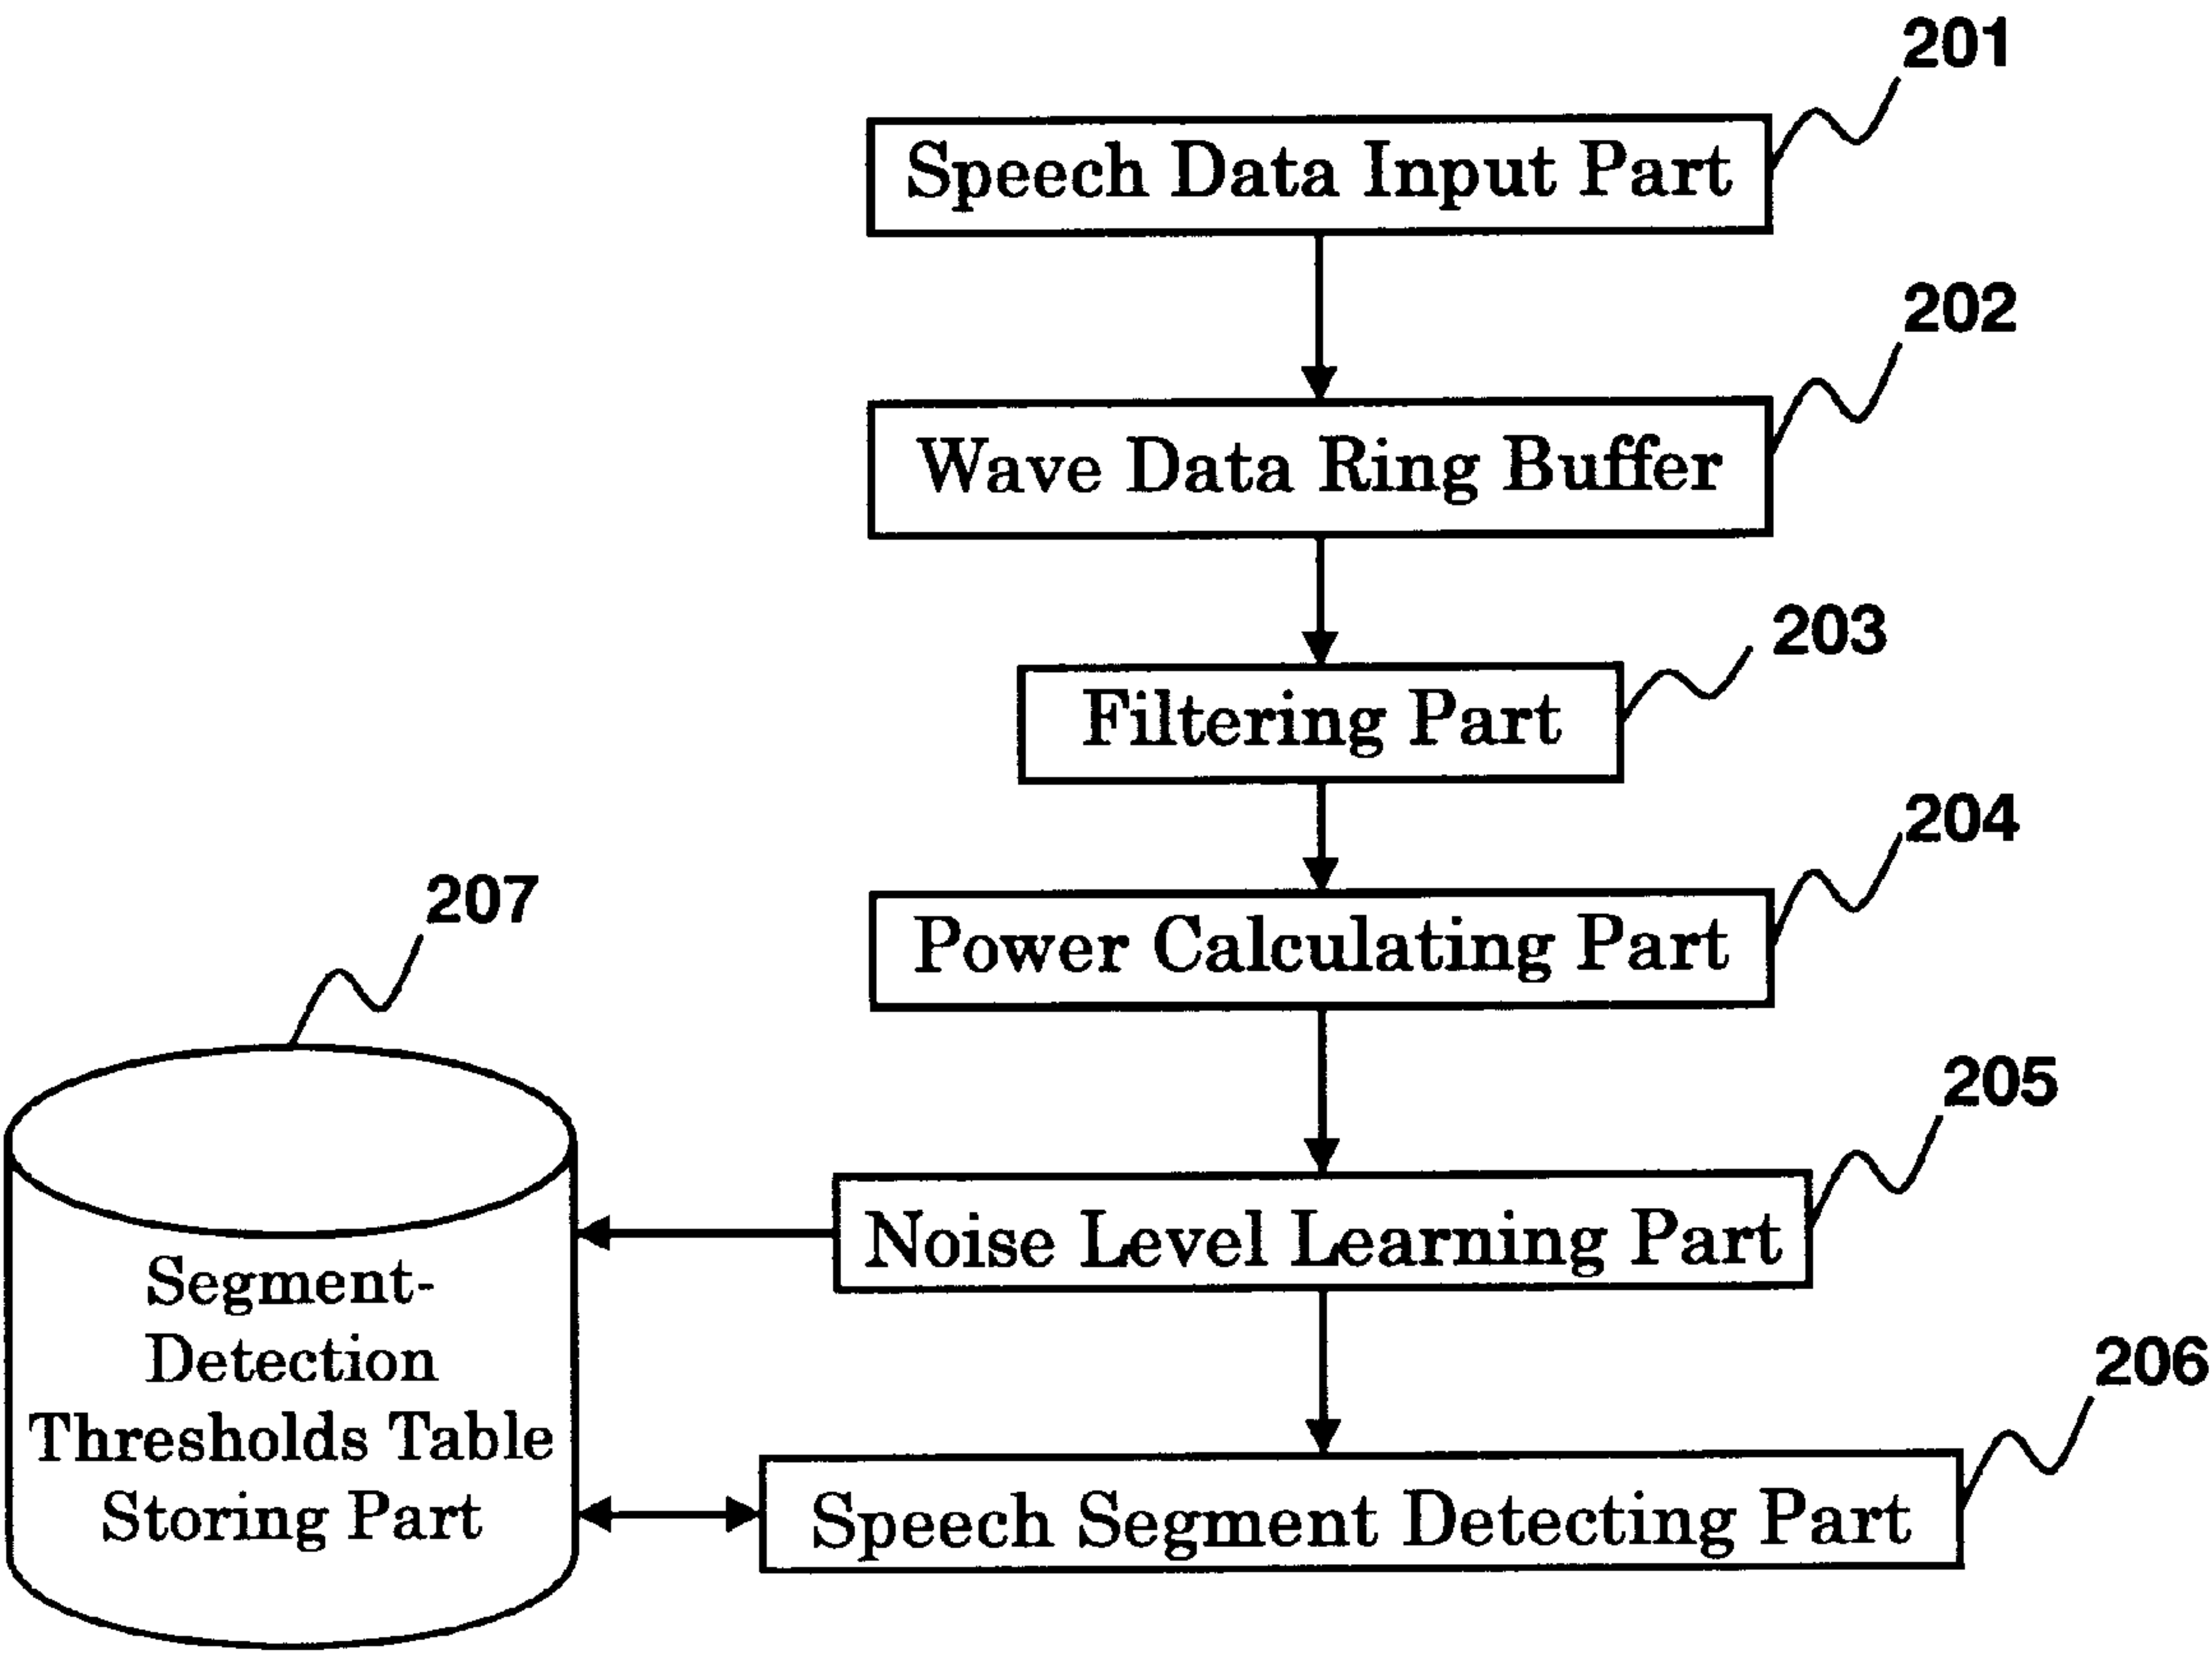 201
Speech Data Input Part
202
Wave Data Ring Buffer
203
Filtering Part
204
Power Calculating Part
207
205
Noise Level Learning Part
Segment-
Detection
Thresholds Table
Storing Part
206
Speech Segment Detecting Part